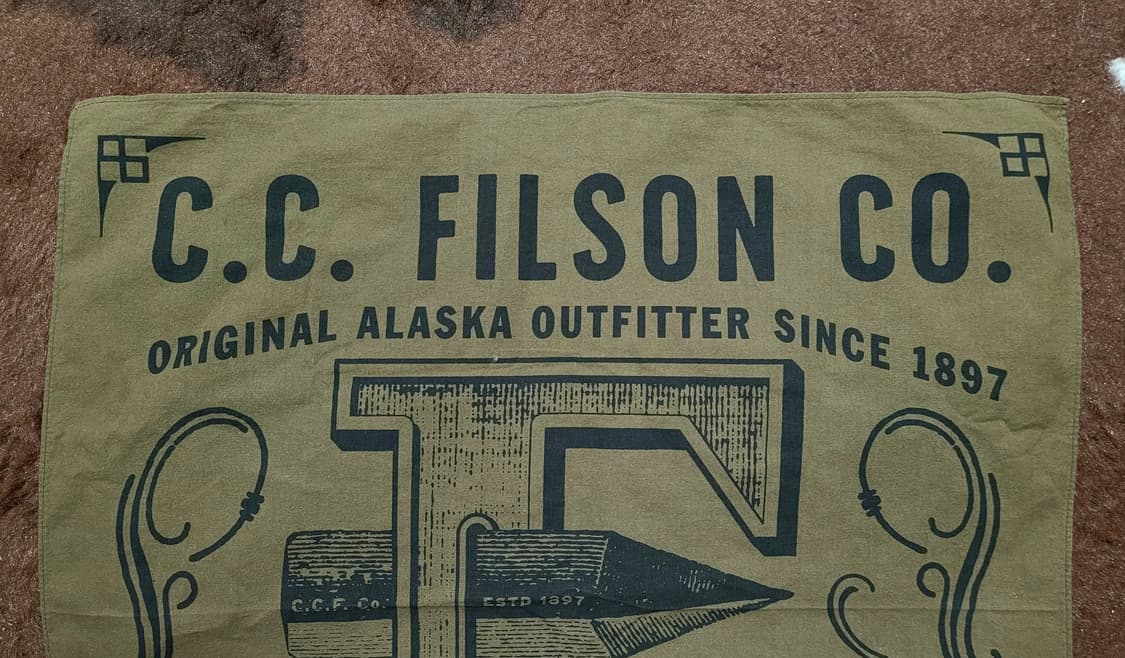 C.C. FILSON CO.
ORIGINAL ALASKA OUTFITTER SINCE 1897
F
C.C.F. Co.
ESTD 1897